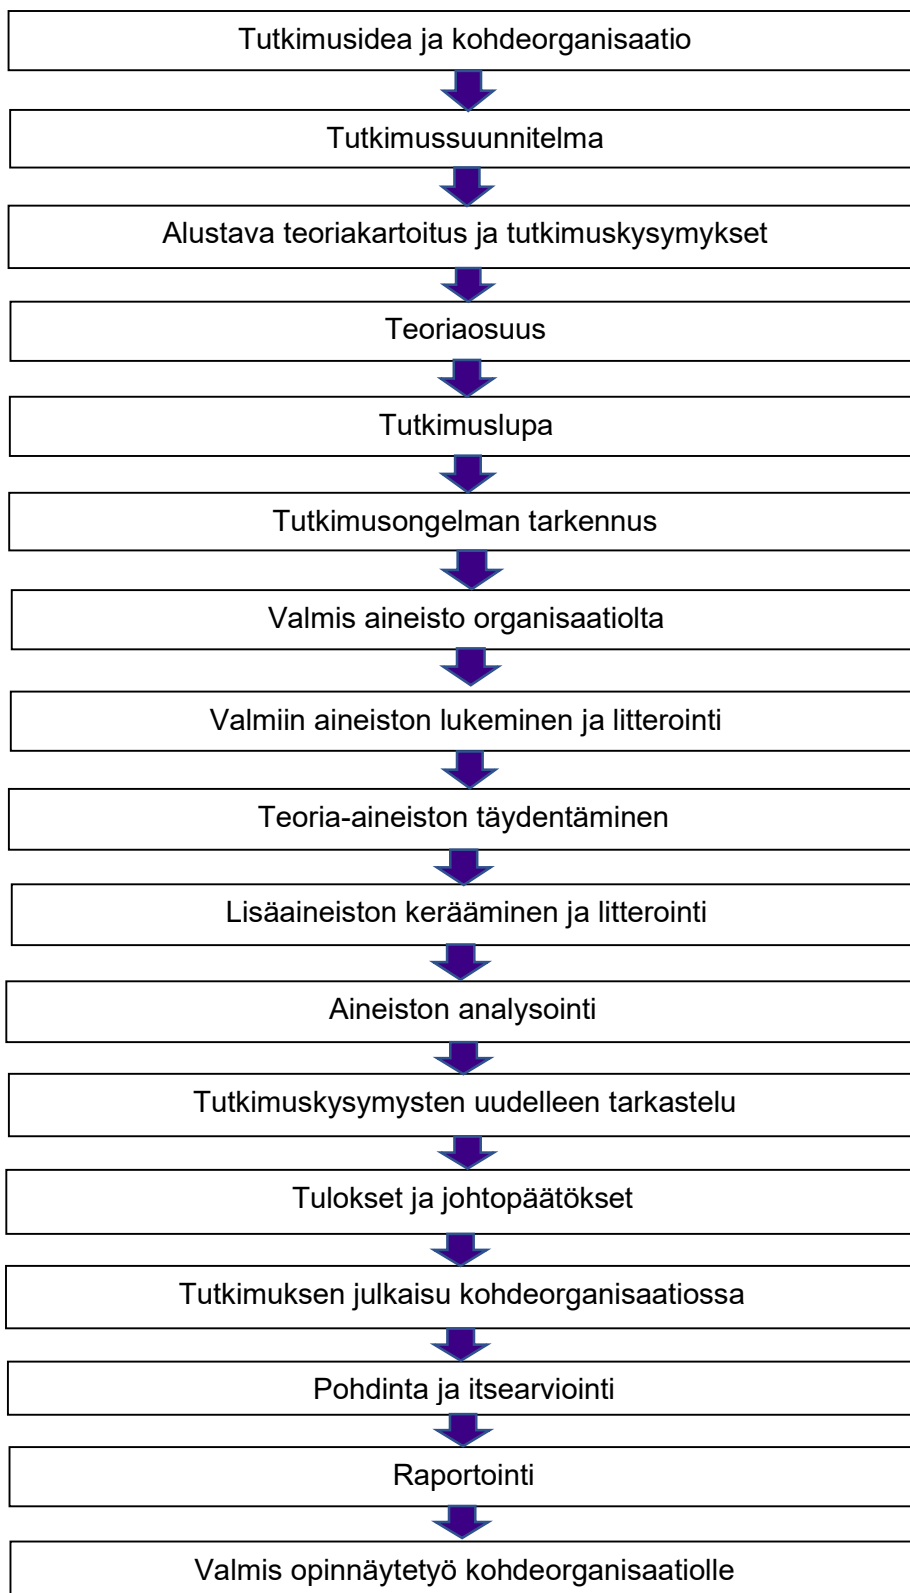 Tutkimusidea ja kohdeorganisaatio
Tutkimussuunnitelma
Alustava teoriakartoitus ja tutkimuskysymykset
Teoriaosuus
Tutkimuslupa
Tutkimusongelman tarkennus
Valmis aineisto organisaatiolta
Valmiin aineiston lukeminen ja litterointi
Teoria-aineiston täydentäminen
Lisäaineiston kerääminen ja litterointi
Aineiston analysointi
Tutkimuskysymysten uudelleen tarkastelu
Tulokset ja johtopäätökset
Tutkimuksen julkaisu kohdeorganisaatiossa
Pohdinta ja itsearviointi
Raportointi
Valmis opinnäytetyö kohdeorganisaatiolle